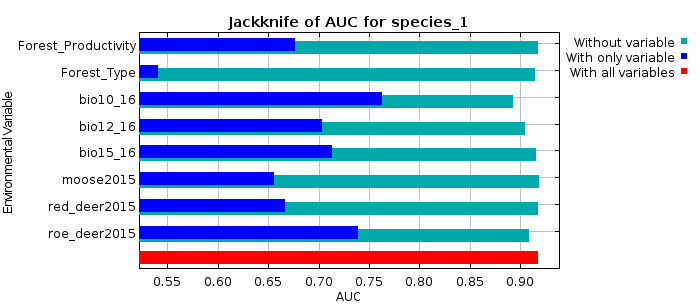 Jackknife of AUC for species_1
Environmental Variable
Forest_Productivity
Forest_Type
bio10_16
bio12_16
bio15_16
moose2015
red_deer2015
roe_deer2015
0.55 0.60 0.65 0.70 0.75 0.80 0.85 0.90
AUC
Without variable
With only variable
With all variables